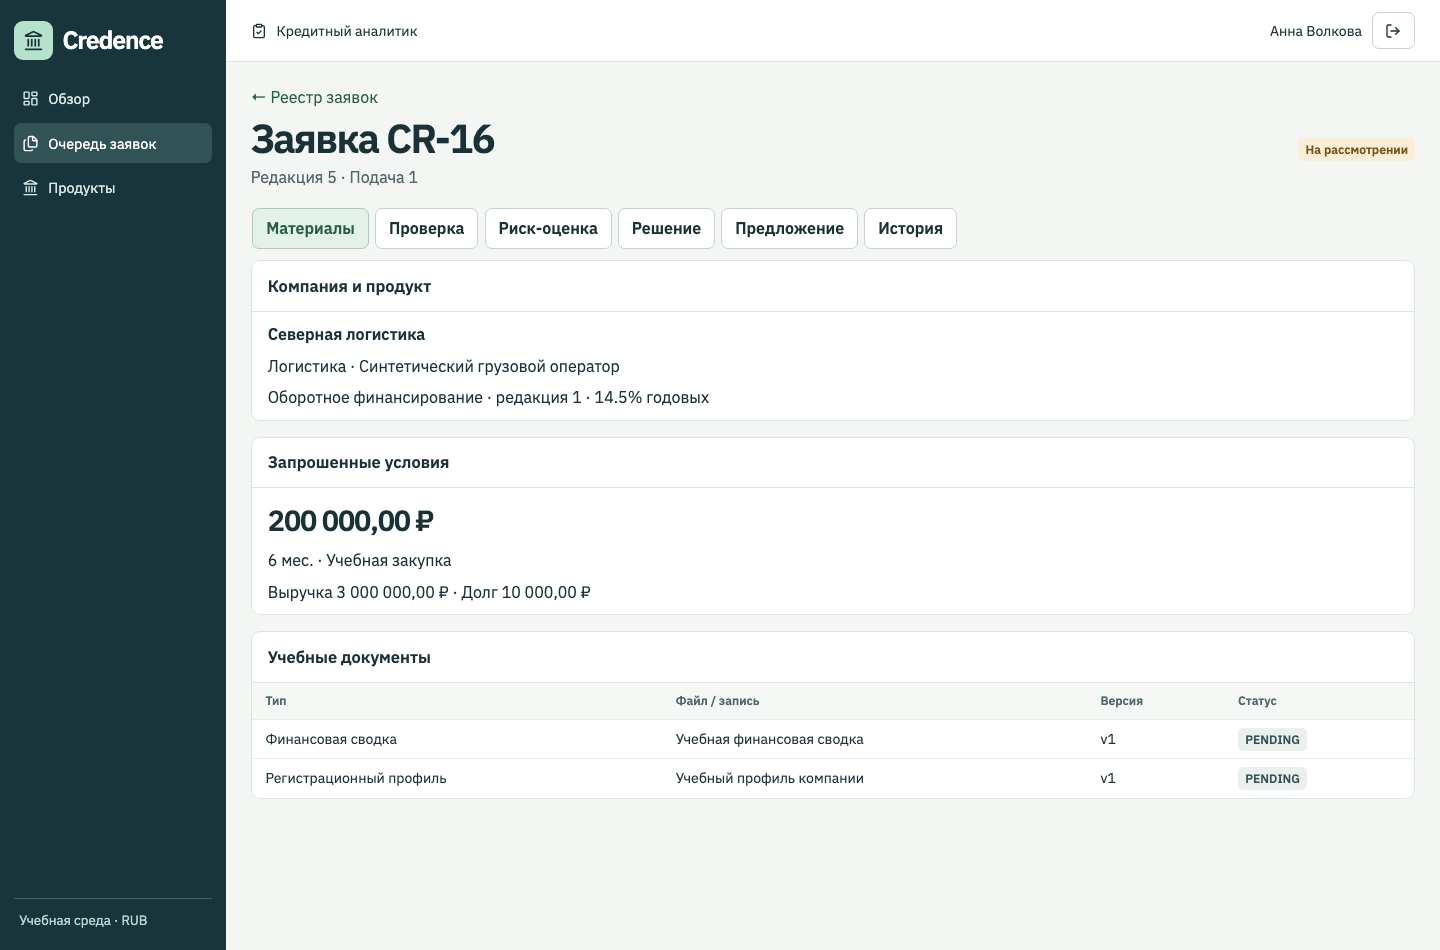 Credence
Обзор
Очередь заявок
Продукты
Учебная среда · RUB
Кредитный аналитик
Анна Волкова
← Реестр заявок
Заявка CR-16
На рассмотрении
Редакция 5 · Подача 1
Материалы Проверка Риск-оценка Решение Предложение История
Компания и продукт
Северная логистика
Логистика · Синтетический грузовой оператор
Оборотное финансирование · редакция 1 · 14.5% годовых
Запрошенные условия
200 000,00 ₽
6 мес. · Учебная закупка
Выручка 3 000 000,00 ₽ · Долг 10 000,00 ₽
Учебные документы
Тип Файл / запись Версия Статус
Финансовая сводка Учебная финансовая сводка v1 PENDING
Регистрационный профиль Учебный профиль компании v1 PENDING